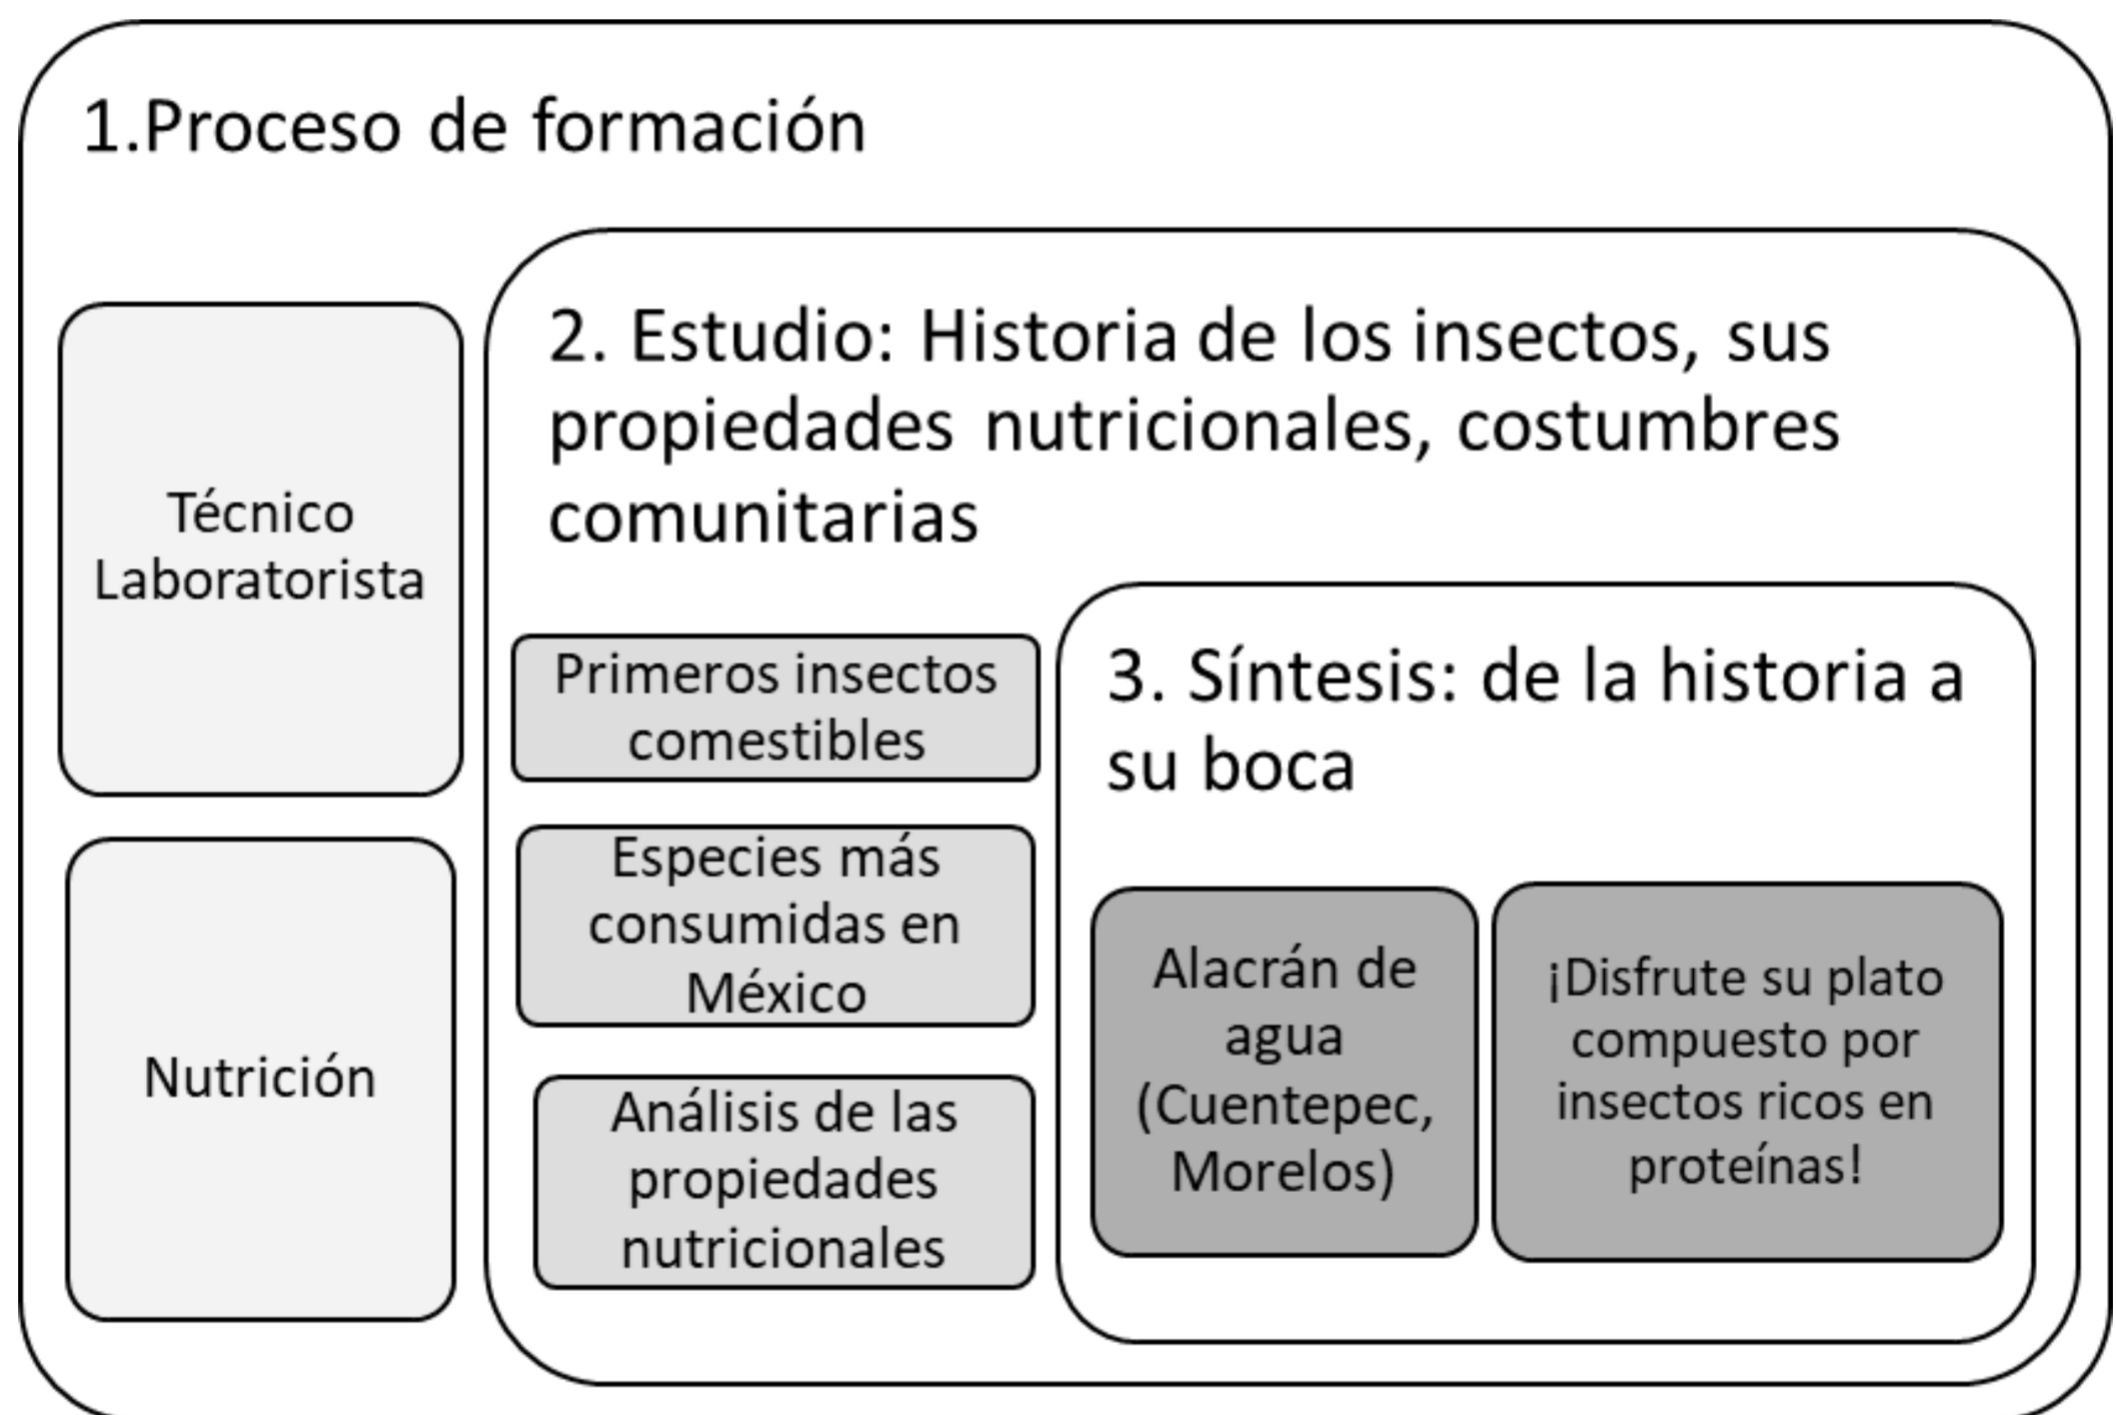 1.Proceso de formación
Técnico
Laboratorista
Nutrición
2. Estudio: Historia de los insectos, sus
propiedades nutricionales, costumbres
comunitarias
Primeros insectos
comestibles
Especies más
consumidas en
México
Análisis de las
propiedades
nutricionales
3. Síntesis: de la historia a
su boca
Alacrán de
agua
(Cuentepec,
Morelos)
¡Disfrute su plato
compuesto por
insectos ricos en
proteínas!